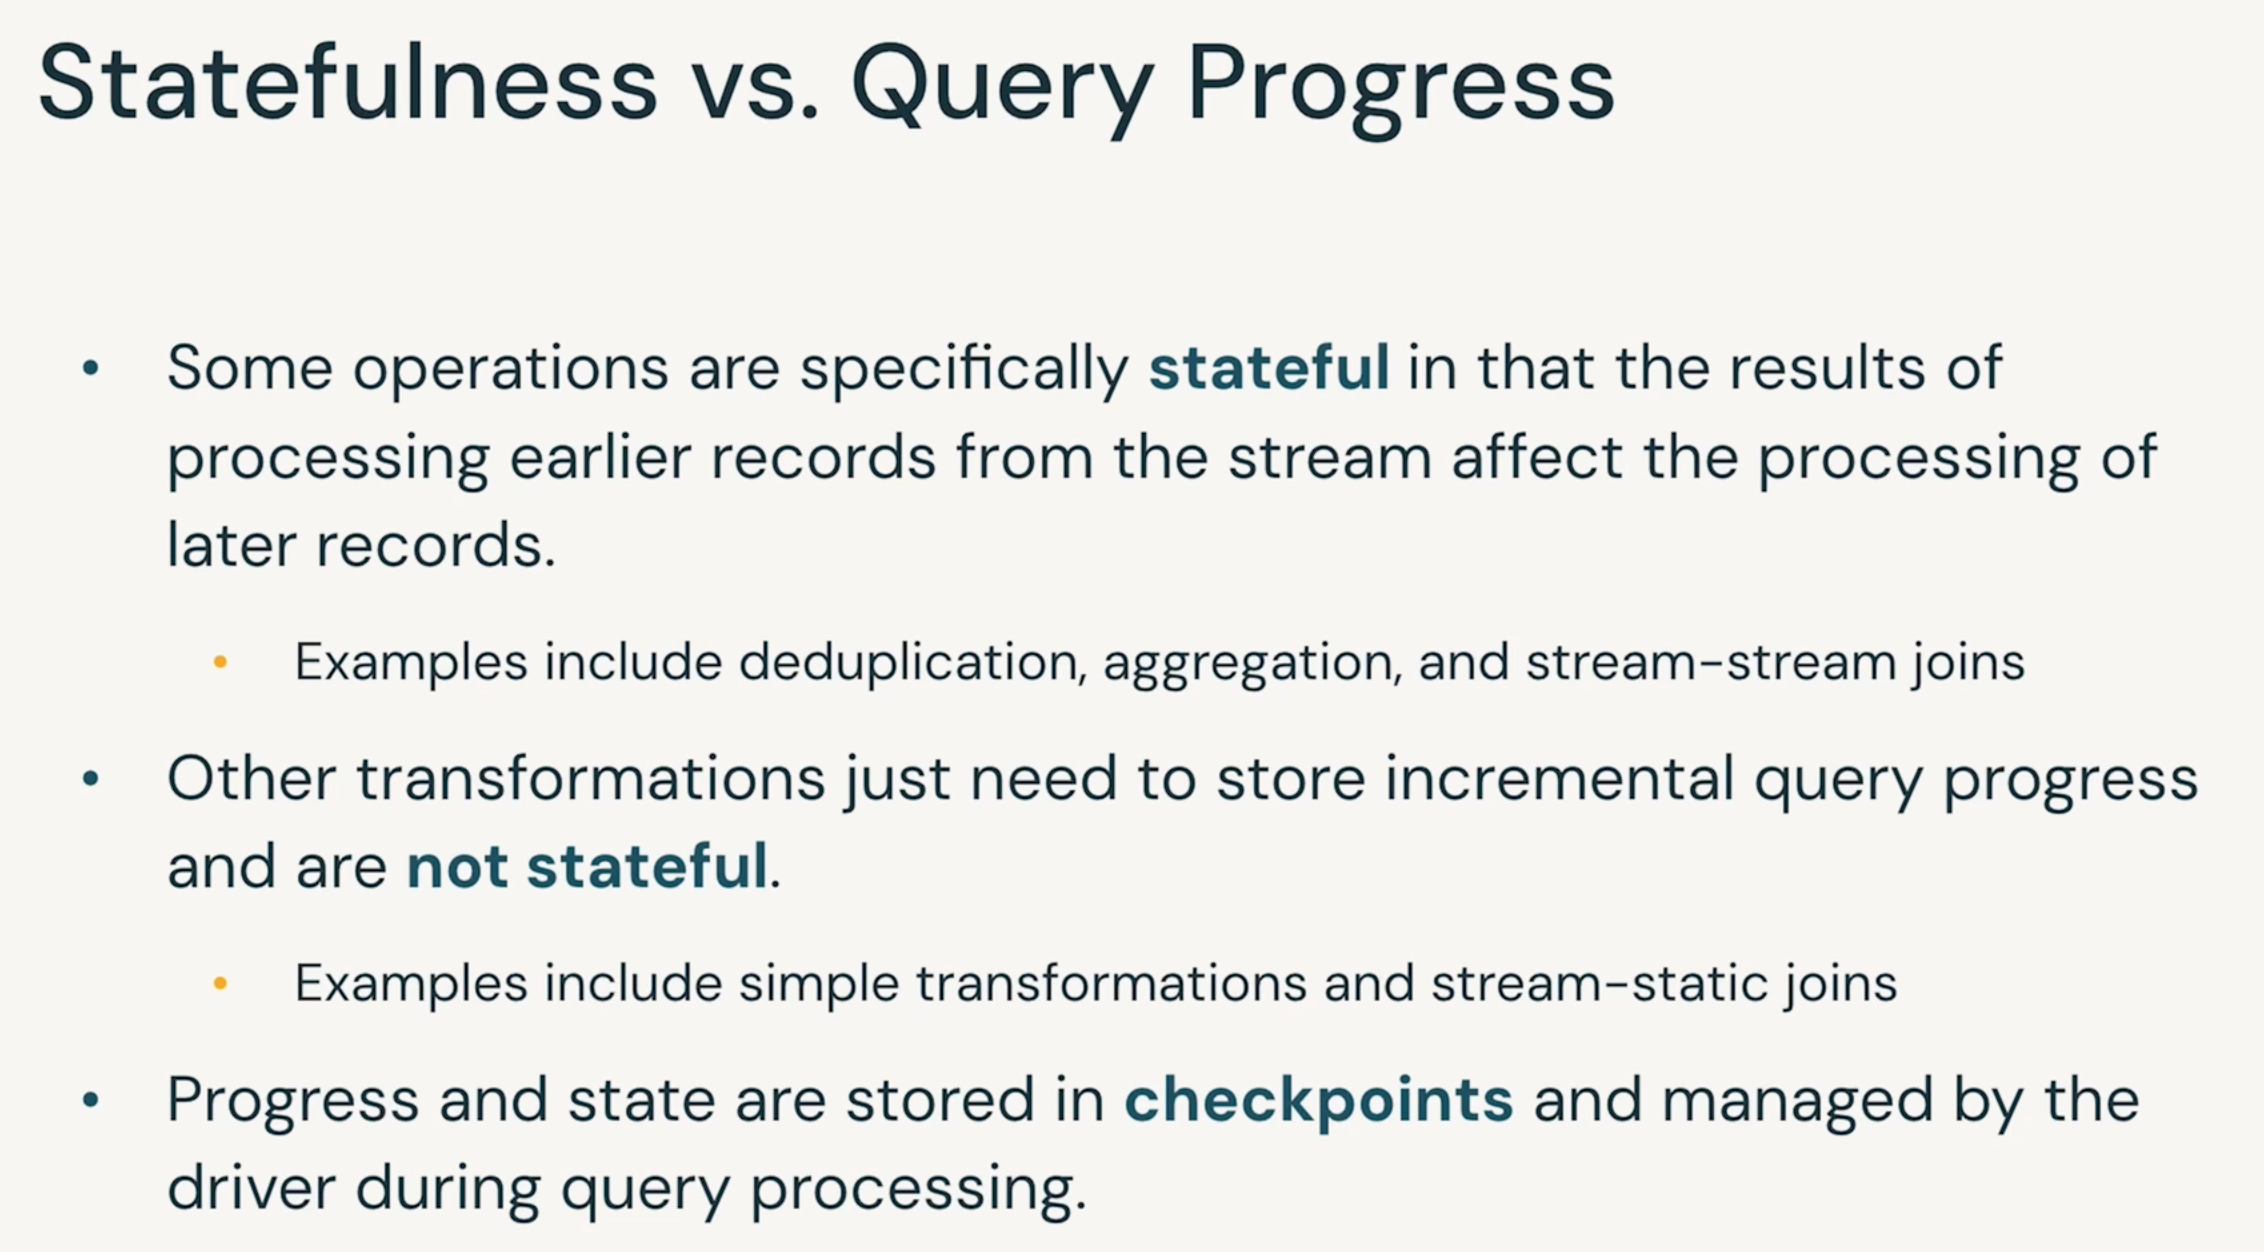 Statefulness vs. Query Progress
• Some operations are specifically stateful in that the results of
processing earlier records from the stream affect the processing of
later records.
• Examples include deduplication, aggregation, and stream-stream joins
• Other transformations just need to store incremental query progress
and are not stateful.
• Examples include simple transformations and stream-static joins
• Progress and state are stored in checkpoints and managed by the
driver during query processing.